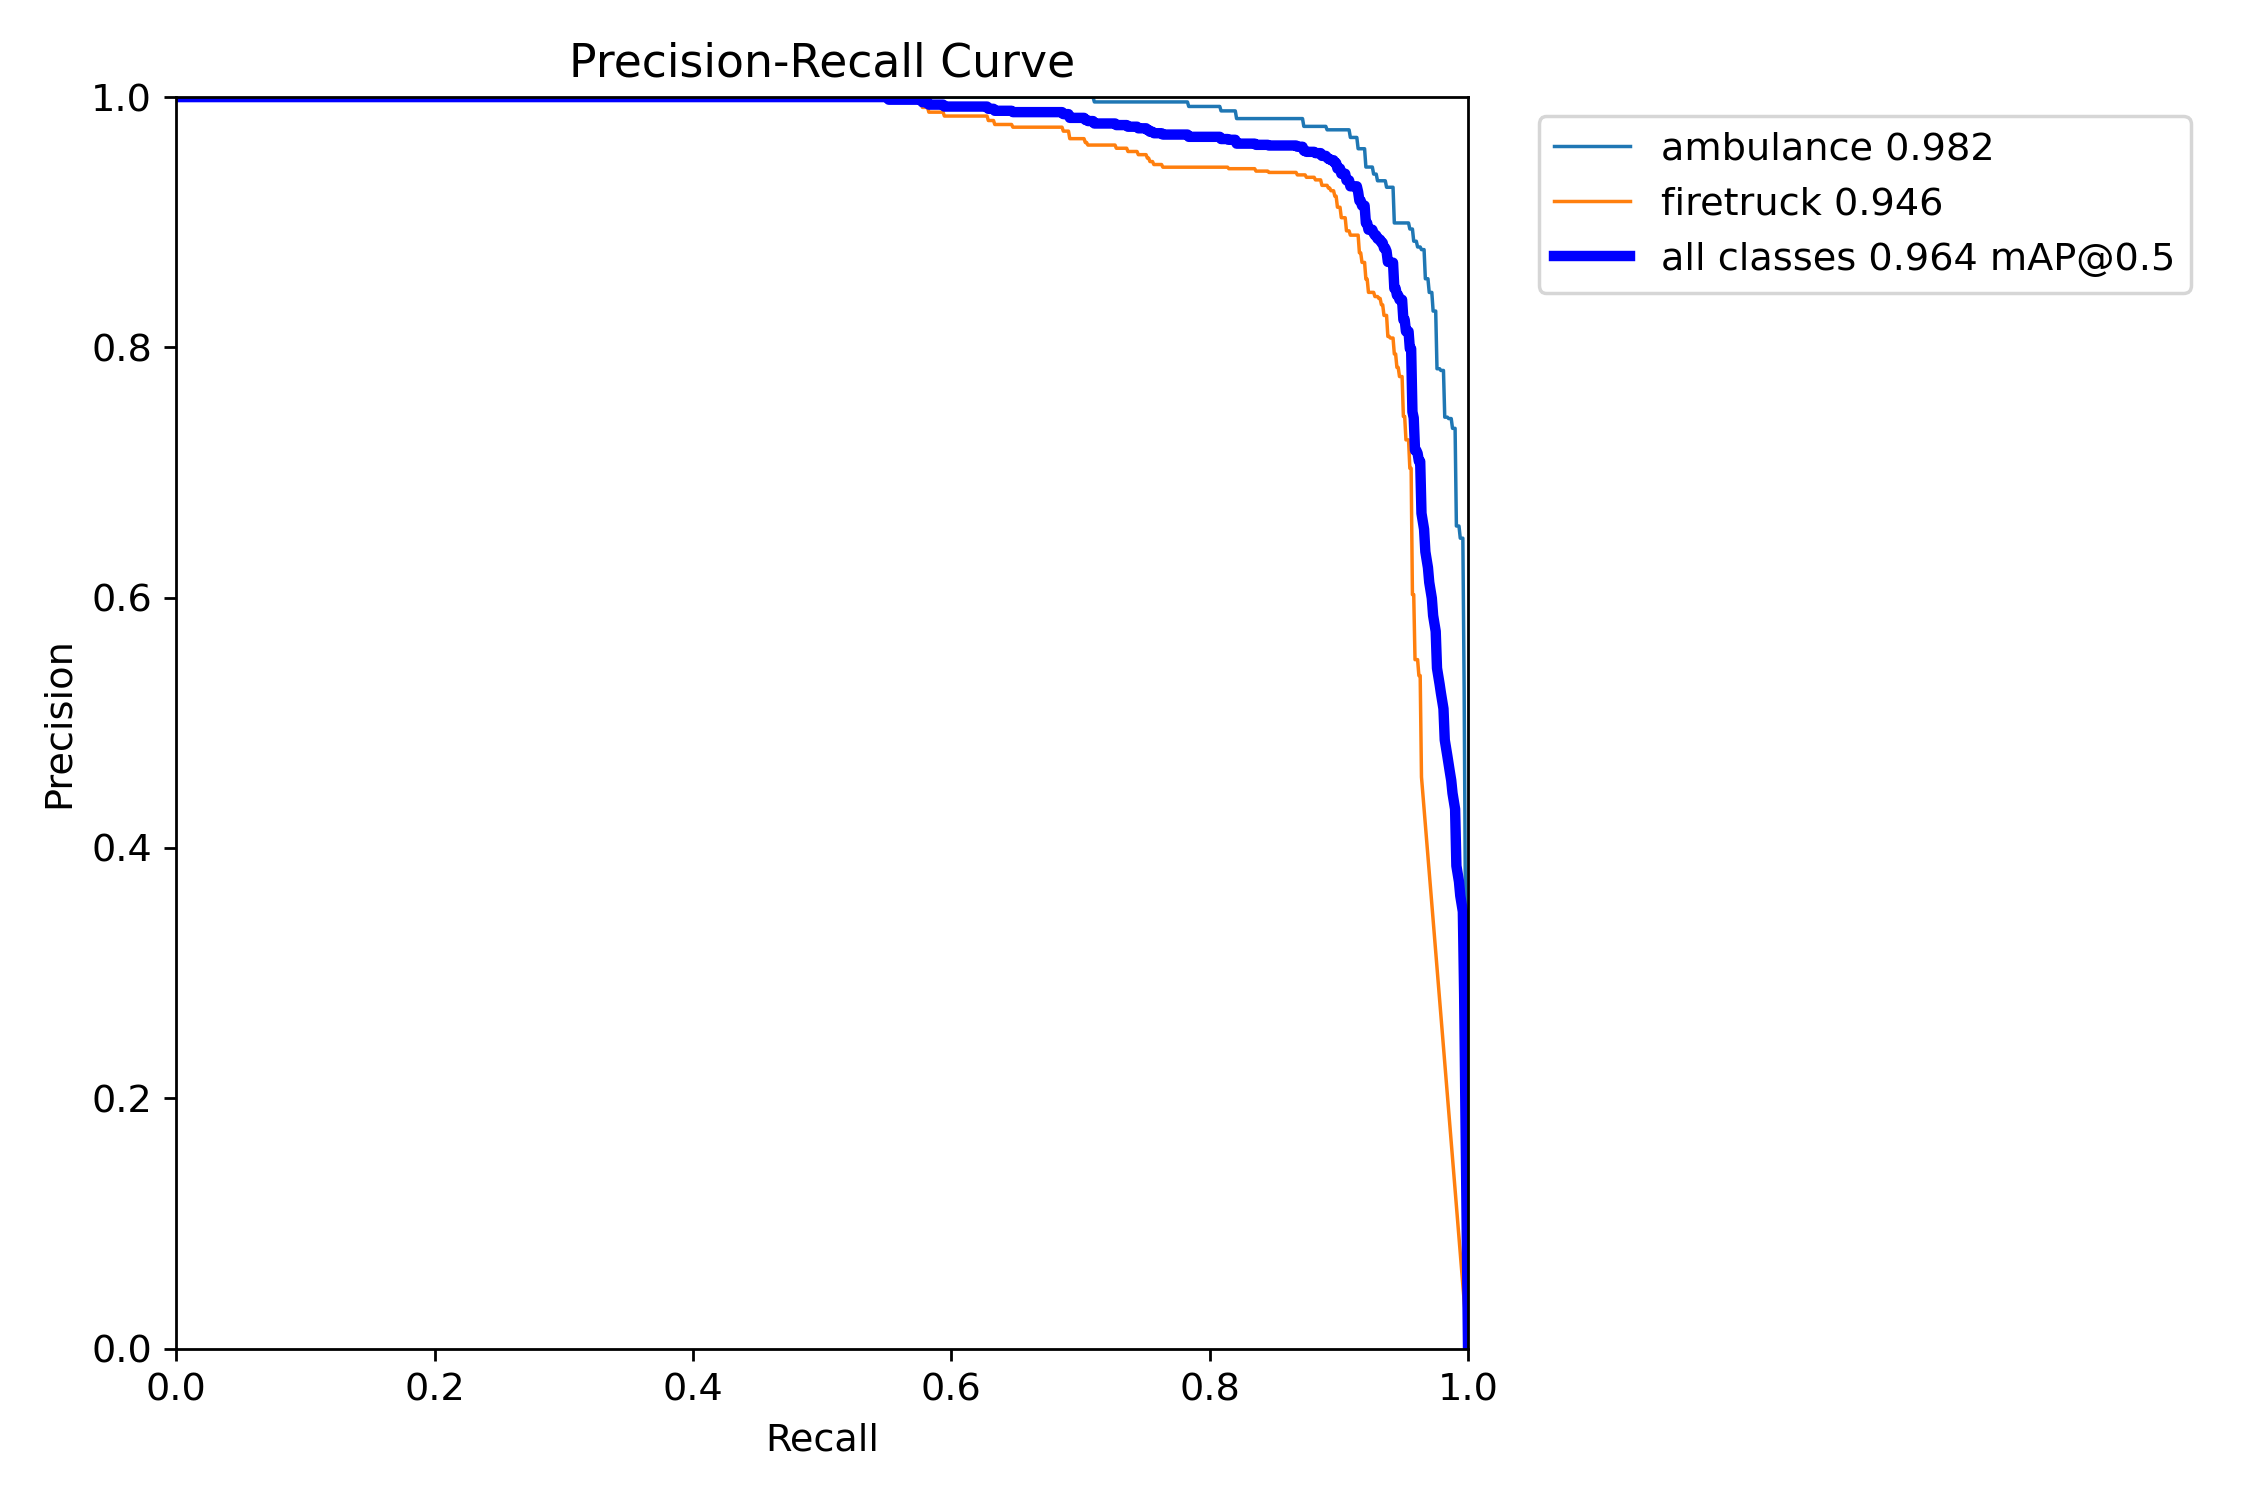 Precision-Recall Curve
1.0
0.8
0.6
0.4
0.2
0.0
Precision
0.0 0.2 0.4 0.6 0.8 1.0
Recall
ambulance 0.982
firetruck 0.946
all classes 0.964 mAP@0.5